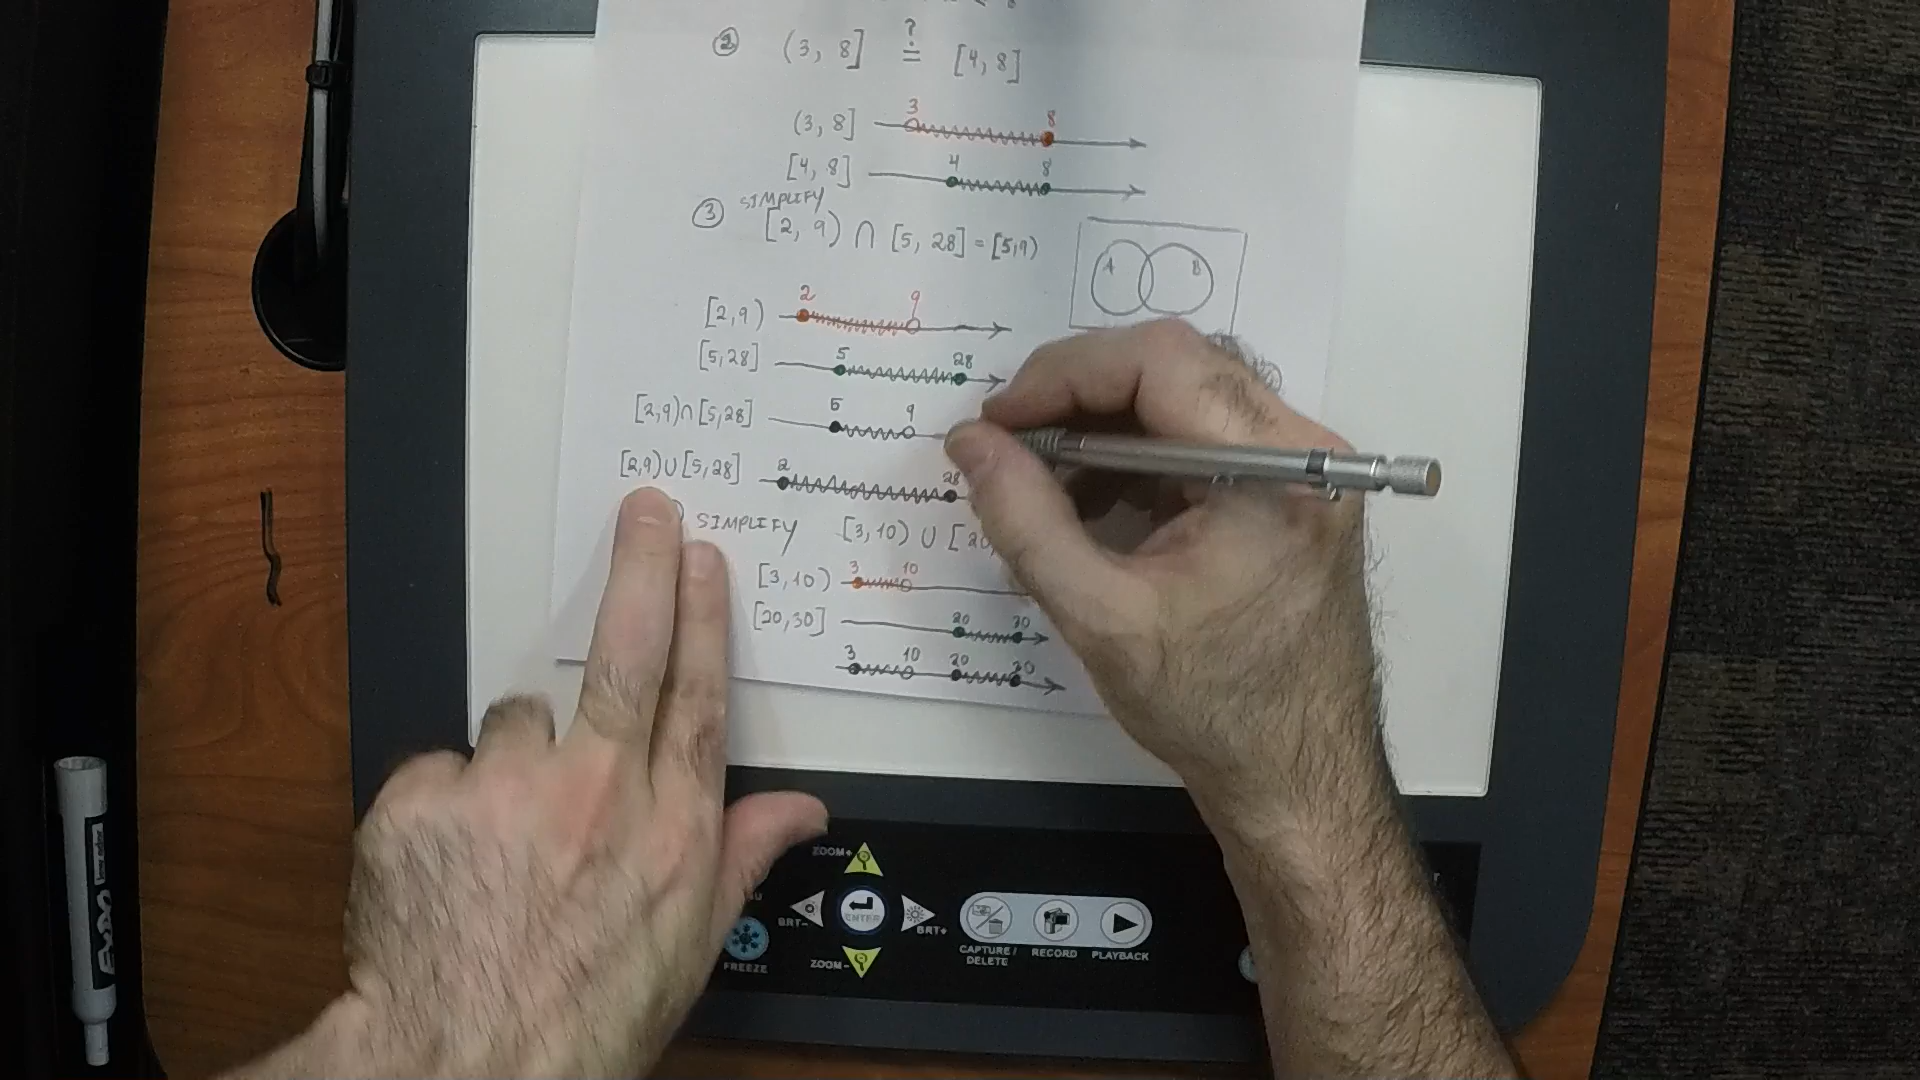 ?
② (3, 8] ≐ [4, 8]
3 8
(3, 8]
4 8
[4, 8]
③ SIMPLIFY
[2, 9) ∩ [5, 28] = [5,9)
A B
2 9
[2,9)
5 28
[5,28]
5 9
[2,9)∩[5,28]
2 28
[2,9)∪[5,28]
SIMPLIFY [3, 10) ∪ [20,
3 10
[3,10)
20 30
[20,30]
3 10 20 30
EXPO
ZOOM+
BRT- ENTER BRT+
ZOOM-
FREEZE
CAPTURE / DELETE
RECORD
PLAYBACK